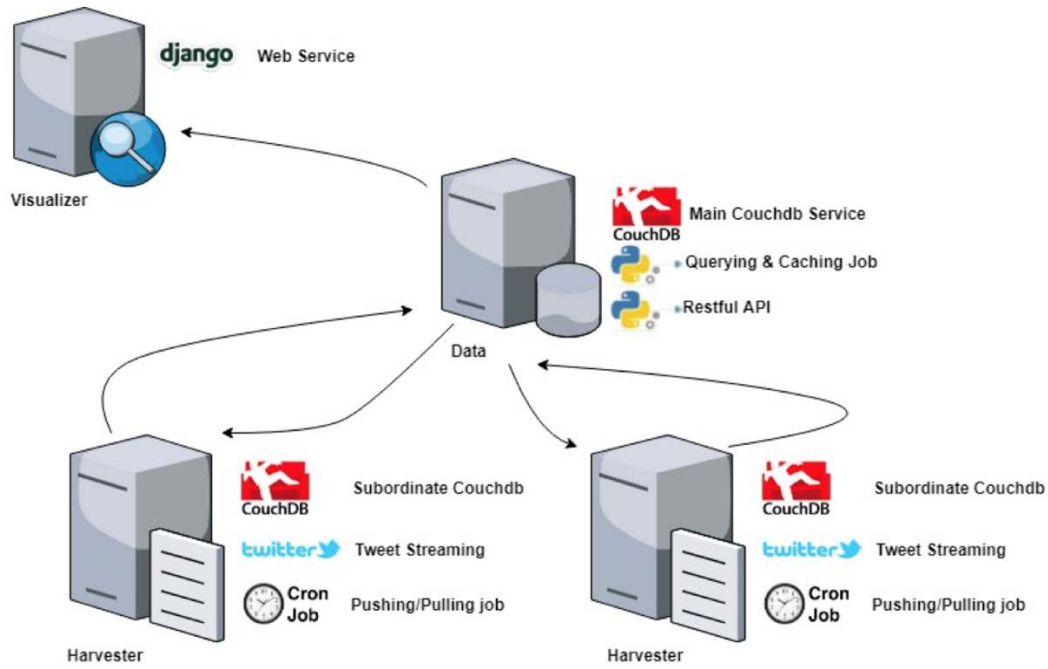 django Web Service
Visualizer
CouchDB Main Couchdb Service
Querying & Caching Job
Restful API
Data
CouchDB Subordinate Couchdb
twitter Tweet Streaming
Cron Job Pushing/Pulling job
Harvester
CouchDB Subordinate Couchdb
twitter Tweet Streaming
Cron Job Pushing/Pulling job
Harvester